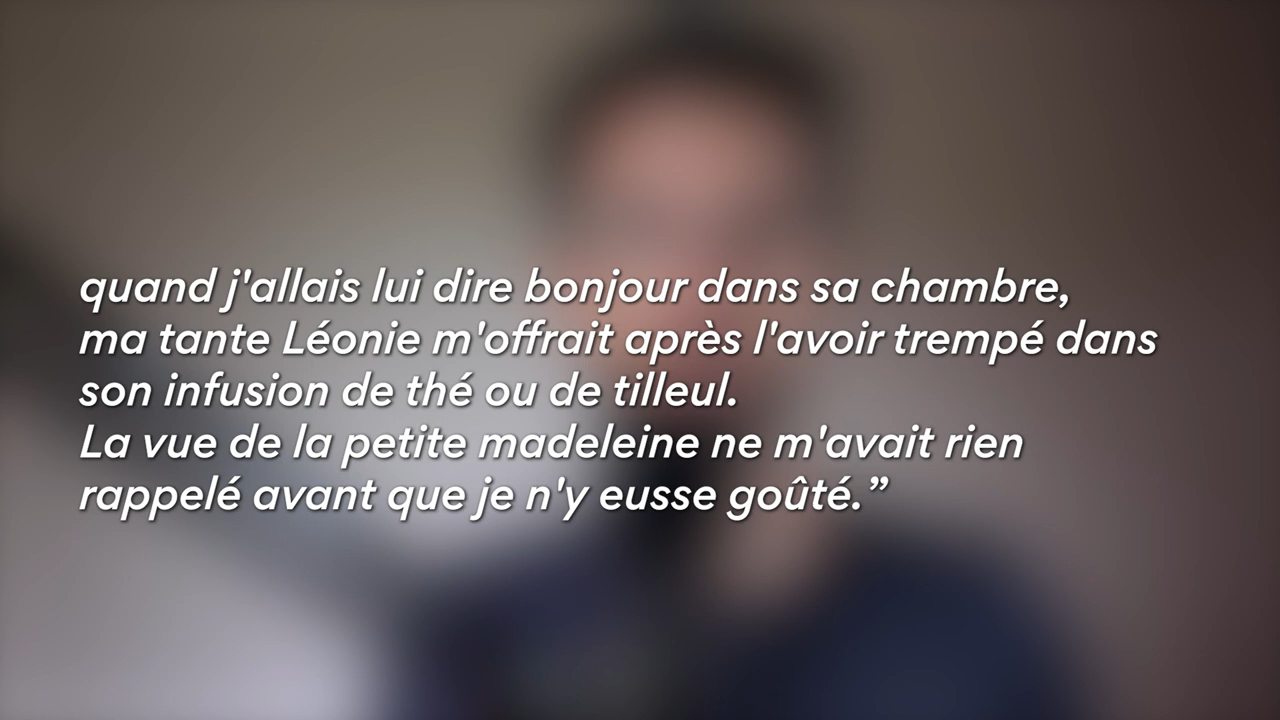 quand j'allais lui dire bonjour dans sa chambre,
ma tante Léonie m'offrait après l'avoir trempé dans
son infusion de thé ou de tilleul.
La vue de la petite madeleine ne m'avait rien
rappelé avant que je n'y eusse goûté.”